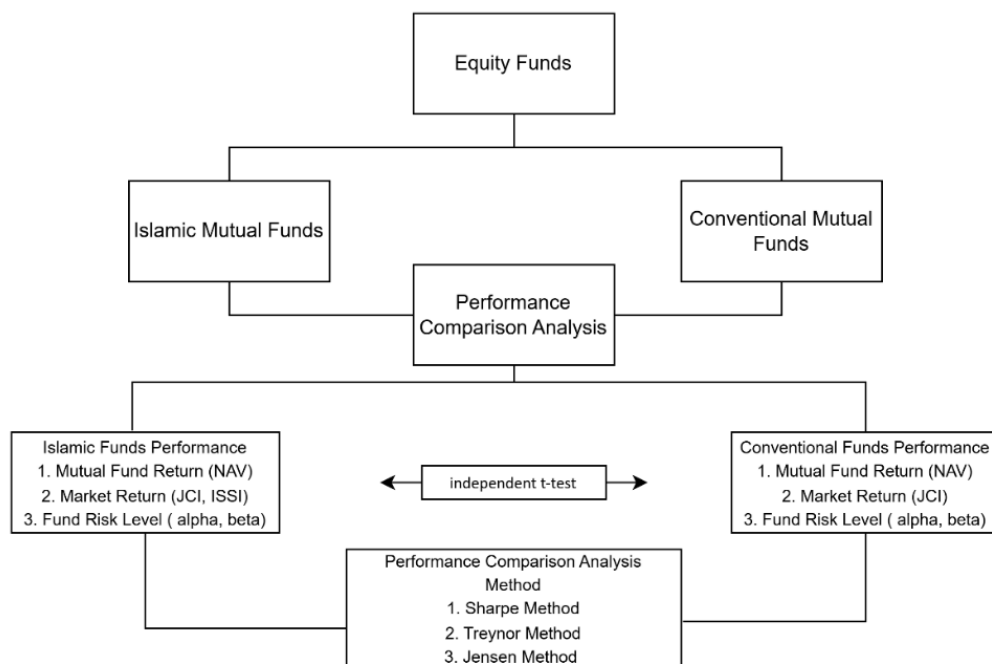 Equity Funds
Islamic Mutual Funds
Conventional Mutual
Funds
Performance
Comparison Analysis
Islamic Funds Performance
1. Mutual Fund Return (NAV)
2. Market Return (JCI, ISSI)
3. Fund Risk Level ( alpha, beta)
independent t-test
Conventional Funds Performance
1. Mutual Fund Return (NAV)
2. Market Return (JCI)
3. Fund Risk Level ( alpha, beta)
Performance Comparison Analysis
Method
1. Sharpe Method
2. Treynor Method
3. Jensen Method